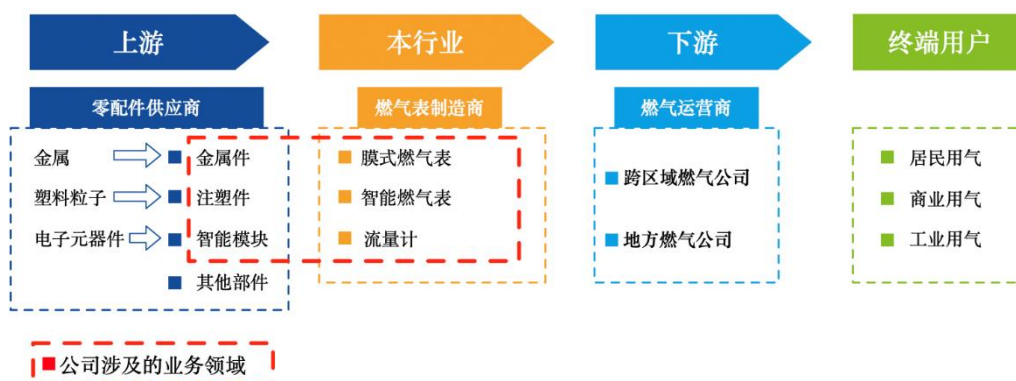 上游 本行业 下游 终端用户
零配件供应商 燃气表制造商 燃气运营商
金属 金属件 膜式燃气表 居民用气
跨区域燃气公司
塑料粒子 注塑件 智能燃气表 商业用气
电子元器件 智能模块 流量计 地方燃气公司 工业用气
其他部件
公司涉及的业务领域